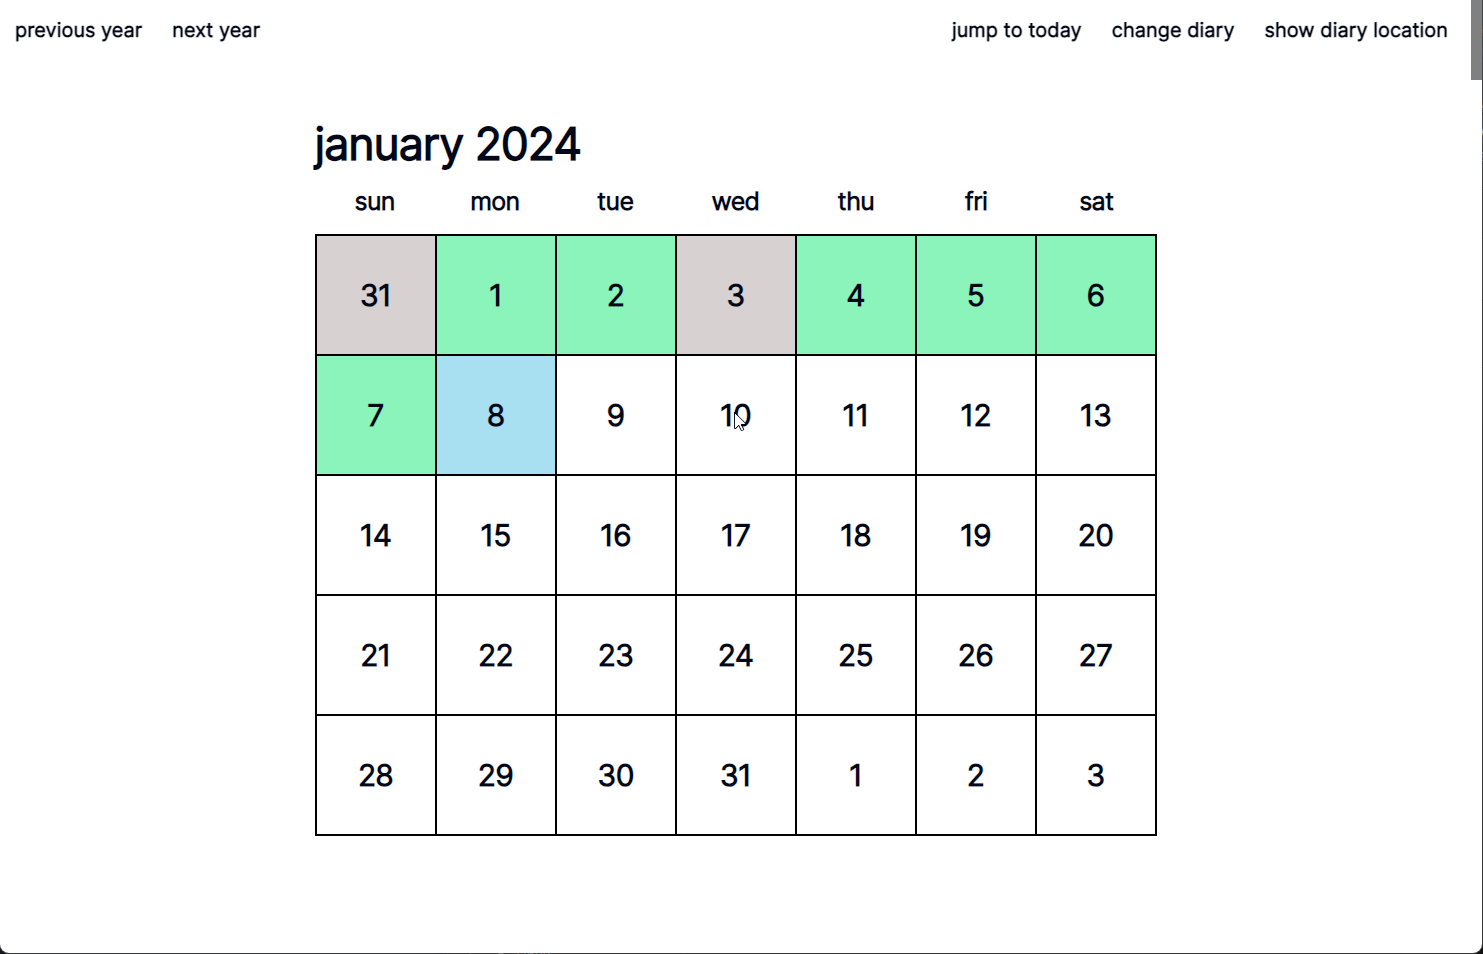 previous year next year jump to today change diary show diary location
january 2024
sun mon tue wed thu fri sat
31 1 2 3 4 5 6
7 8 9 10 11 12 13
14 15 16 17 18 19 20
21 22 23 24 25 26 27
28 29 30 31 1 2 3